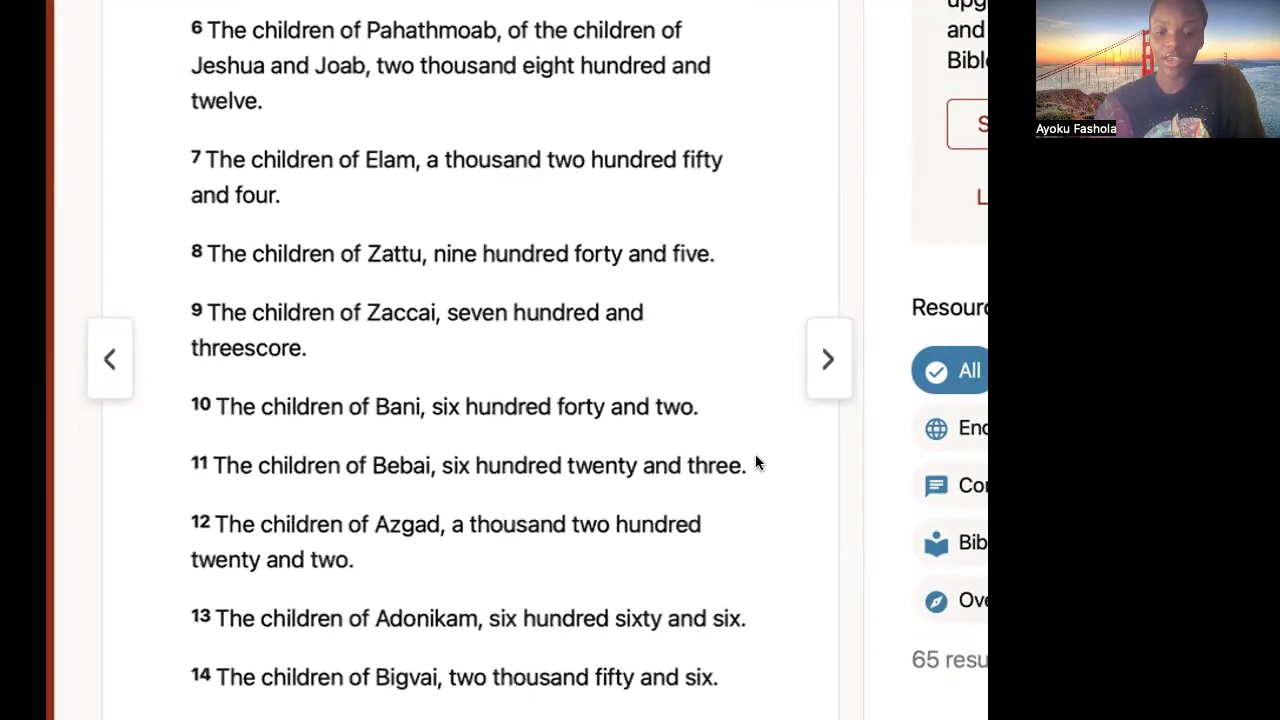 6 The children of Pahathmoab, of the children of
Jeshua and Joab, two thousand eight hundred and
twelve.
7 The children of Elam, a thousand two hundred fifty
and four.
8 The children of Zattu, nine hundred forty and five.
9 The children of Zaccai, seven hundred and
threescore.
10 The children of Bani, six hundred forty and two.
11 The children of Bebai, six hundred twenty and three.
12 The children of Azgad, a thousand two hundred
twenty and two.
13 The children of Adonikam, six hundred sixty and six.
14 The children of Bigvai, two thousand fifty and six.
and
Bibl
S
L
Resourc
All
Enc
Bib
Ove
65 resu
Ayoku Fashola